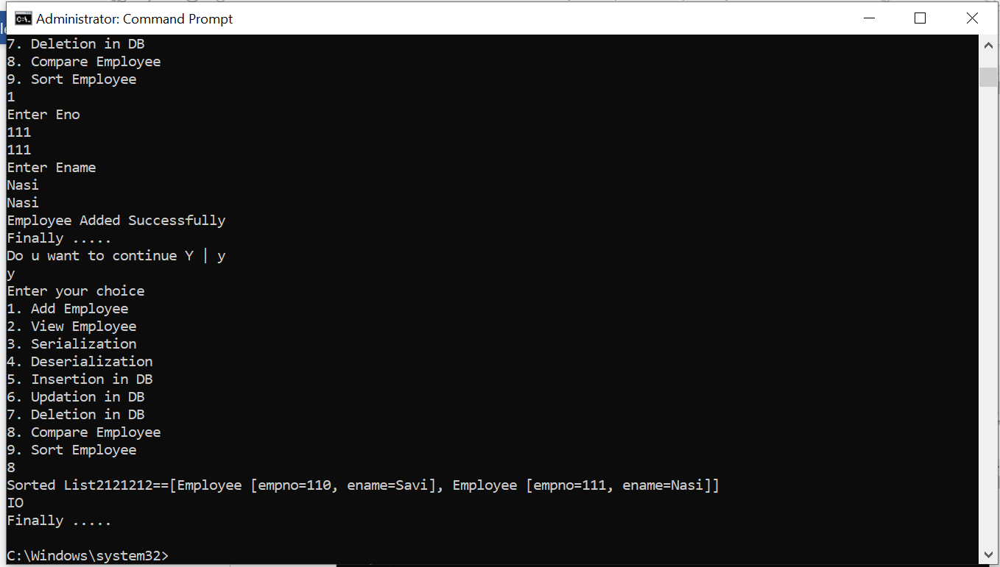 Administrator: Command Prompt
7. Deletion in DB
8. Compare Employee
9. Sort Employee
1
Enter Eno
111
111
Enter Ename
Nasi
Nasi
Employee Added Successfully
Finally .....
Do u want to continue Y | y
y
Enter your choice
1. Add Employee
2. View Employee
3. Serialization
4. Deserialization
5. Insertion in DB
6. Updation in DB
7. Deletion in DB
8. Compare Employee
9. Sort Employee
8
Sorted List2121212==[Employee [empno=110, ename=Savi], Employee [empno=111, ename=Nasi]]
IO
Finally .....
C:\Windows\system32>